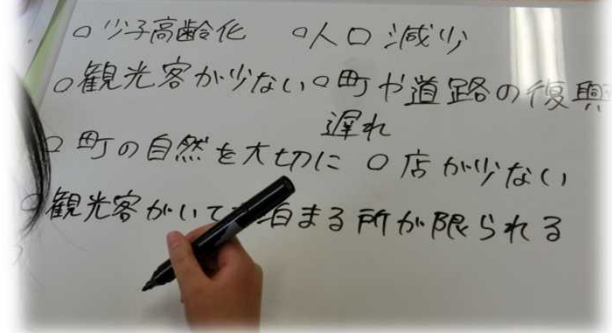 ○少子高齢化 ○人口減少
○観光客が少ない○町や道路の復興
遅れ
○町の自然を大切に ○店が少ない
○観光客がいて 泊まる所が限られる